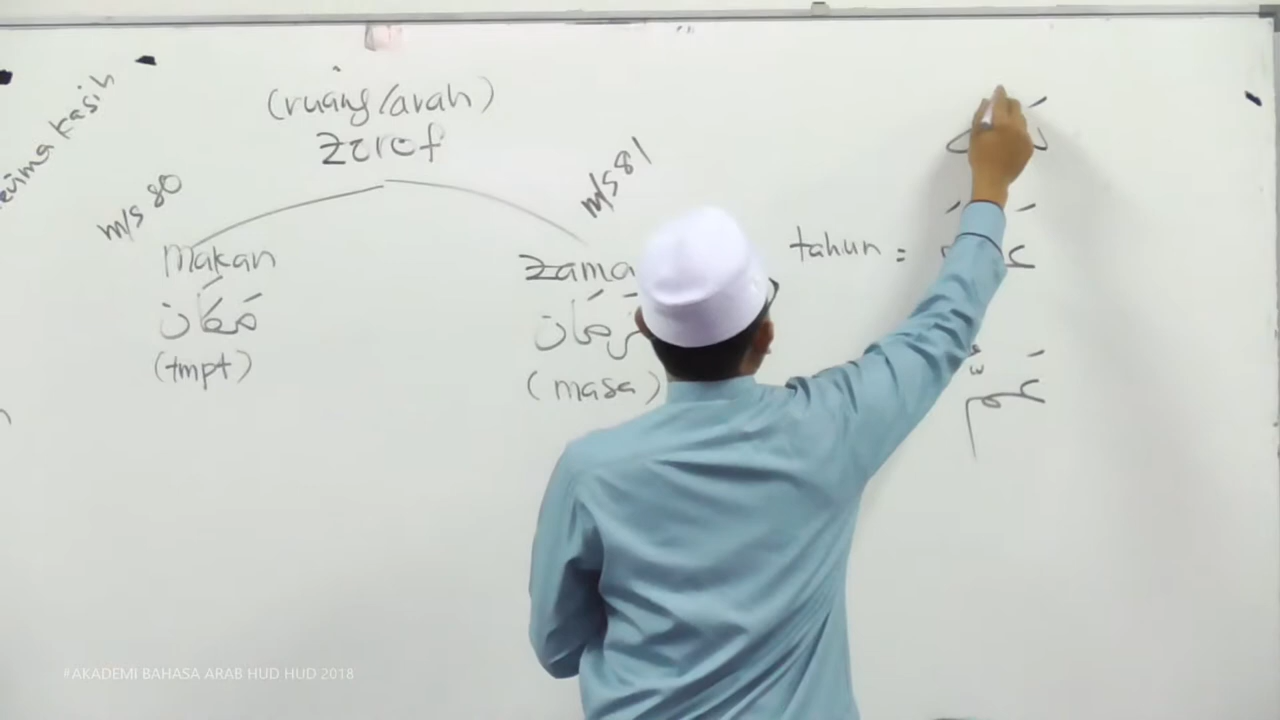 terima kasih
(ruang/arah)
zorof
m/s 80
m/s 81
Makan
مَكَان
(tmpt)
zama
زَمَان
(masa)
tahun =
#AKADEMI BAHASA ARAB HUD HUD 2018